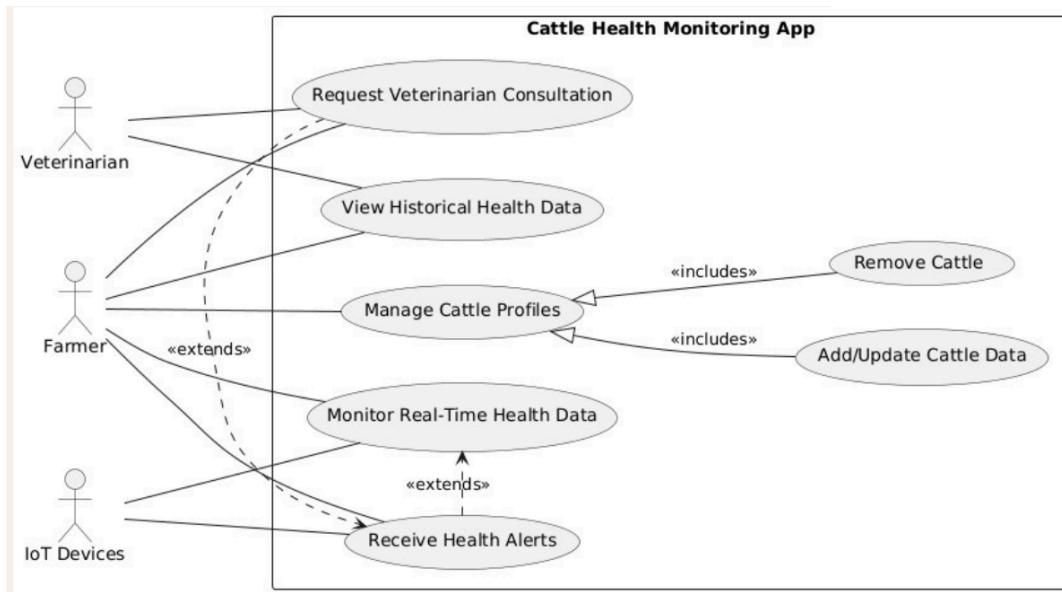 Cattle Health Monitoring App
Request Veterinarian Consultation
Veterinarian
View Historical Health Data
Remove Cattle
«includes»
Manage Cattle Profiles
Farmer
«extends»
«includes»
Add/Update Cattle Data
Monitor Real-Time Health Data
«extends»
Receive Health Alerts
IoT Devices